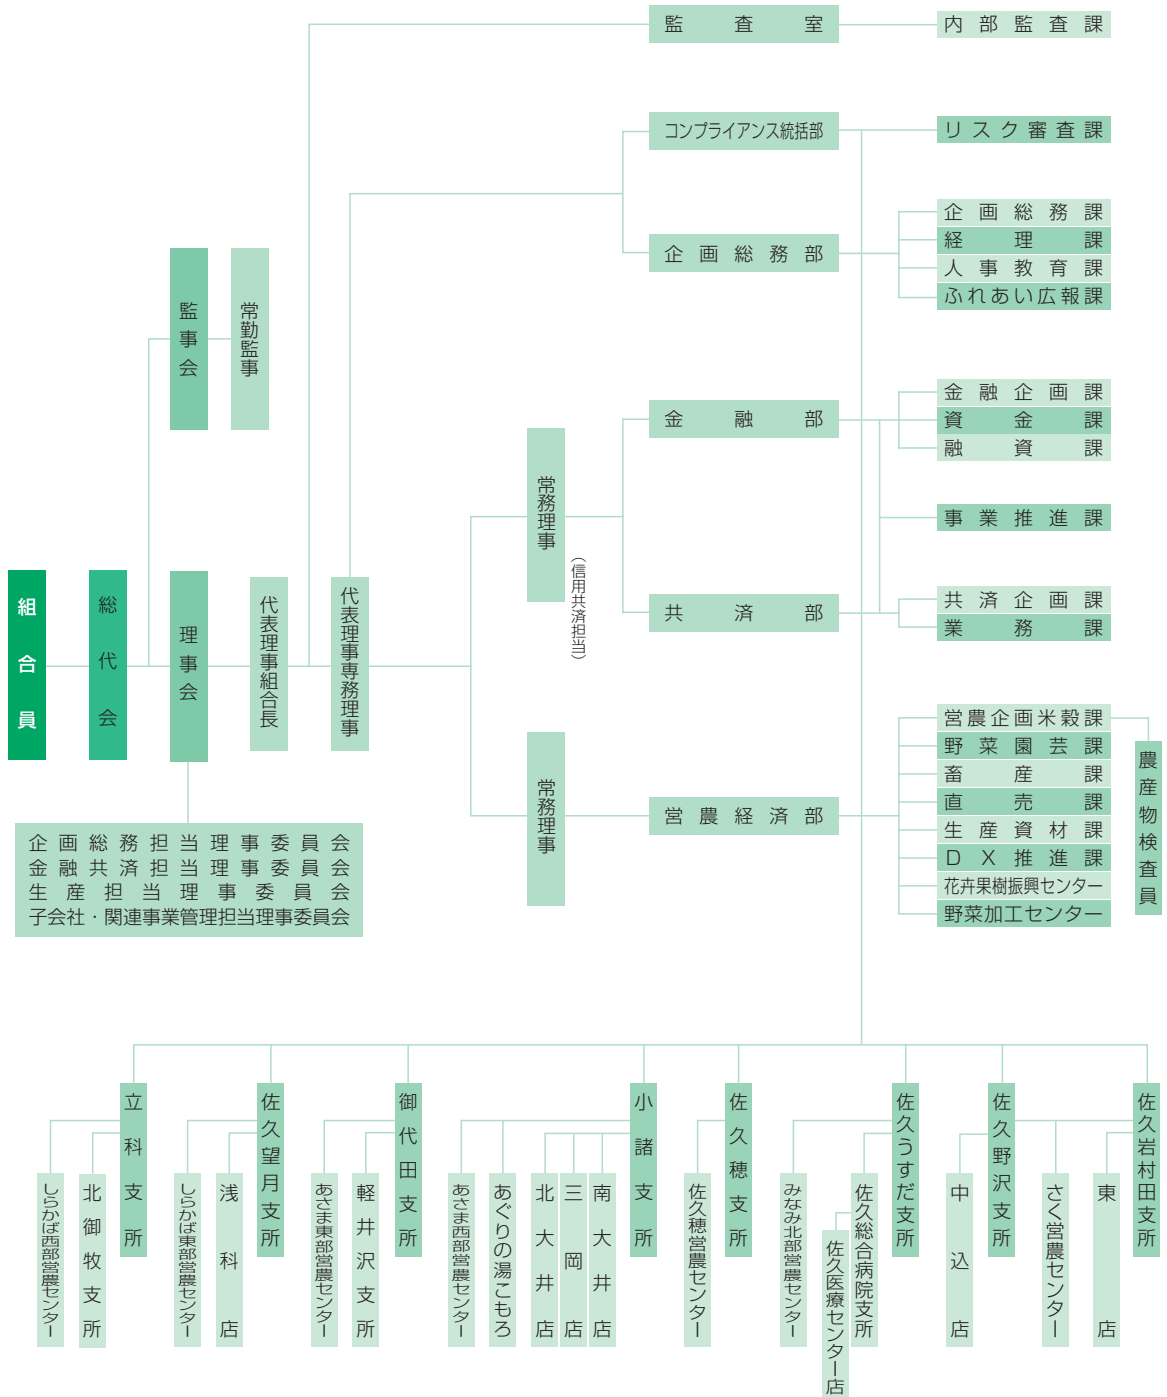 監査室
内部監査課
コンプライアンス統括部
リスク審査課
企画総務部
企画総務課
経理課
人事教育課
ふれあい広報課
監事会
常勤監事
金融部
金融企画課
資金課
融資課
事業推進課
常務理事
（信用共済担当）
共済部
共済企画課
業務課
組合員
総代会
理事会
代表理事組合長
代表理事専務理事
企画総務担当理事委員会
金融共済担当理事委員会
生産担当理事委員会
子会社・関連事業管理担当理事委員会
常務理事
営農経済部
営農企画米穀課
野菜園芸課
畜産課
直売課
生産資材課
ＤＸ推進課
花卉果樹振興センター
野菜加工センター
農産物検査員
立科支所
しらかば西部営農センター
北御牧支所
佐久望月支所
しらかば東部営農センター
浅科店
御代田支所
あさま東部営農センター
軽井沢支所
小諸支所
あさま西部営農センター
あぐりの湯こもろ
北大井店
三岡店
南大井店
佐久穂支所
佐久穂営農センター
佐久うすだ支所
みなみ北部営農センター
佐久医療センター店
佐久総合病院支所
佐久野沢支所
中込店
佐久岩村田支所
さく営農センター
東店